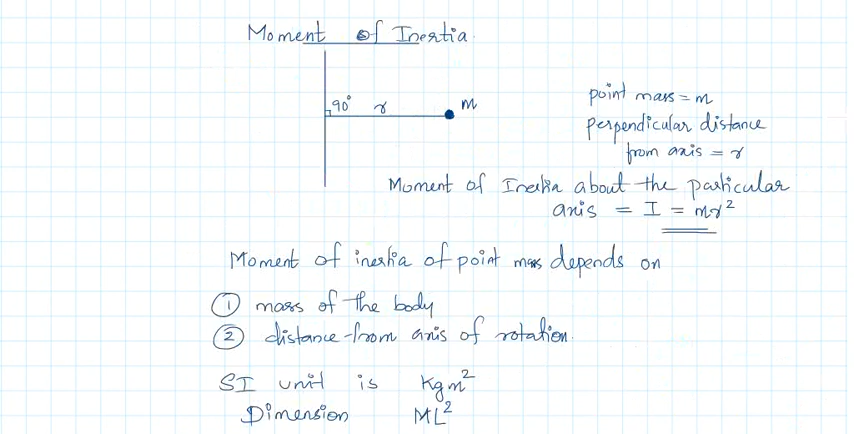 Moment of Inertia
90° r m
point mass = m
perpendicular distance
from axis = r
Moment of Inertia about the particular
axis = I = mr²
Moment of inertia of point mass depends on
① mass of the body
② distance from axis of rotation.
SI unit is Kgm²
Dimension ML²